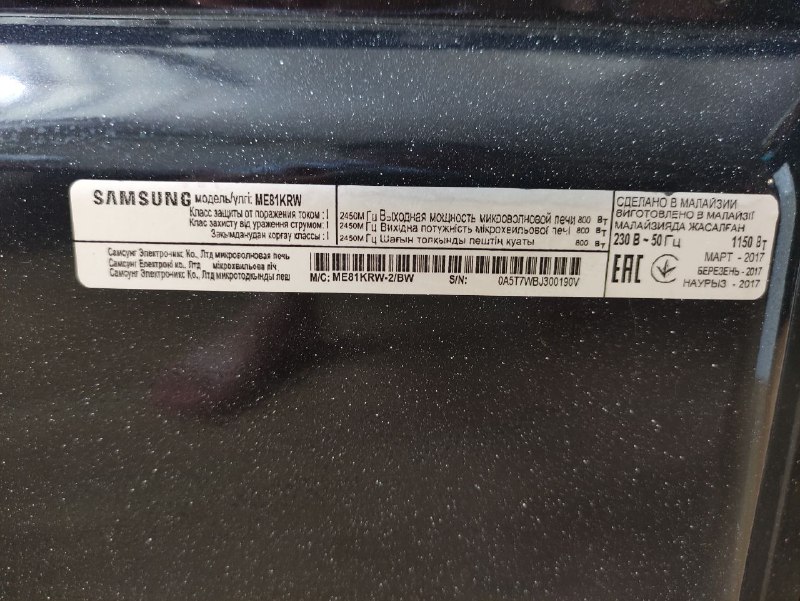 SAMSUNG модель/үлгі: ME81KRW
Класс защиты от поражения током : I
Клас захисту від ураження струмом : I
Зақымданудан қорғау классы : I
2450М Гц Выходная мощность микроволновой печи 800 Вт
2450М Гц Вихідна потужність мікрохвильової печі 800 Вт
2450М Гц Шағын толқынды пештің қуаты 800 Вт
Самсунг Электроникс Ко., Лтд микроволновая печь
Самсунг Електроні ко., Лтд мікрохвильова піч
Самсунг Электроникс Ко., Лтд микротодқынды пеш
M/C: ME81KRW-2/BW S/N: 0A5T7WBJ300190V
СДЕЛАНО В МАЛАЙЗИИ
ВИГОТОВЛЕНО В МАЛАЙЗІЇ
МАЛАЙЗИЯДА ЖАСАЛҒАН
230 В ~ 50 Гц 1150 Вт
МАРТ - 2017
БЕРЕЗЕНЬ - 2017
НАУРЫЗ - 2017
EAC